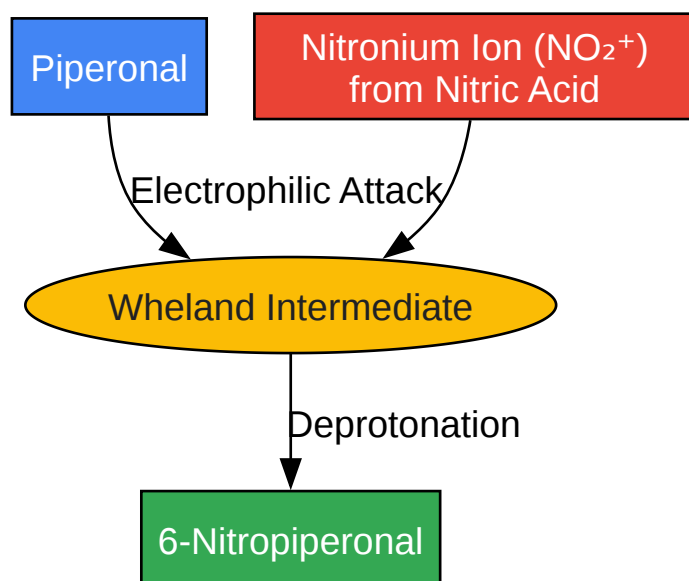 Piperonal
Nitronium Ion (NO₂⁺)
from Nitric Acid
Electrophilic Attack
Wheland Intermediate
Deprotonation
6-Nitropiperonal